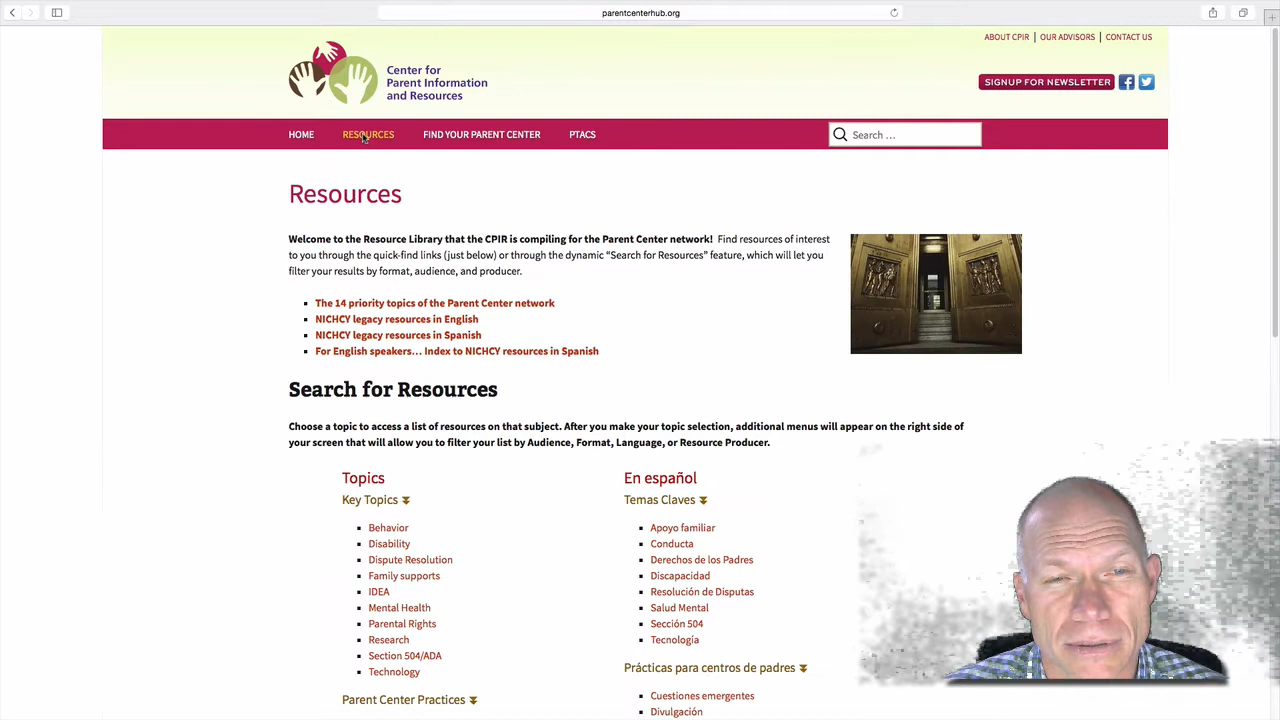 parentcenterhub.org
ABOUT CPIR | OUR ADVISORS | CONTACT US
Center for
Parent Information
and Resources
SIGNUP FOR NEWSLETTER
HOME RESOURCES FIND YOUR PARENT CENTER PTACS
Search …
Resources
Welcome to the Resource Library that the CPIR is compiling for the Parent Center network! Find resources of interest
to you through the quick-find links (just below) or through the dynamic “Search for Resources” feature, which will let you
filter your results by format, audience, and producer.
The 14 priority topics of the Parent Center network
NICHCY legacy resources in English
NICHCY legacy resources in Spanish
For English speakers… Index to NICHCY resources in Spanish
Search for Resources
Choose a topic to access a list of resources on that subject. After you make your topic selection, additional menus will appear on the right side of
your screen that will allow you to filter your list by Audience, Format, Language, or Resource Producer.
Topics
Key Topics
Behavior
Disability
Dispute Resolution
Family supports
IDEA
Mental Health
Parental Rights
Research
Section 504/ADA
Technology
Parent Center Practices
En español
Temas Claves
Apoyo familiar
Conducta
Derechos de los Padres
Discapacidad
Resolución de Disputas
Salud Mental
Sección 504
Tecnología
Prácticas para centros de padres
Cuestiones emergentes
Divulgación